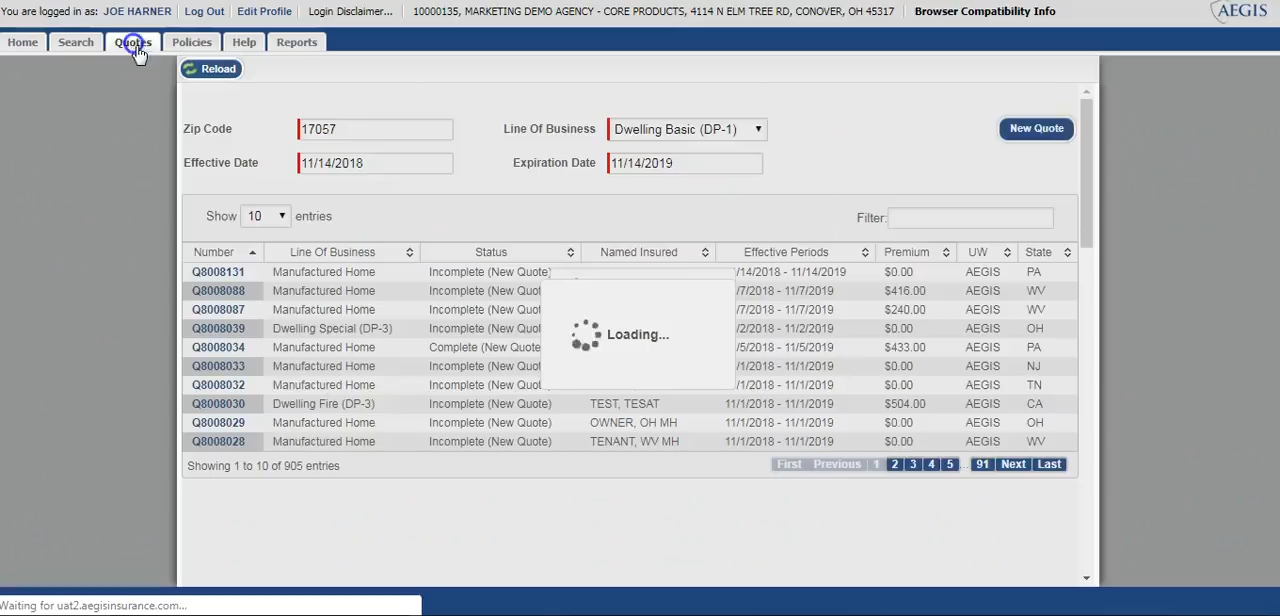 You are logged in as: JOE HARNER Log Out Edit Profile Login Disclaimer... 10000135, MARKETING DEMO AGENCY - CORE PRODUCTS, 4114 N ELM TREE RD, CONOVER, OH 45317 Browser Compatibility Info AEGIS
Home Search Quotes Policies Help Reports
Reload
Zip Code 17057 Line Of Business Dwelling Basic (DP-1) New Quote
Effective Date 11/14/2018 Expiration Date 11/14/2019
Show 10 entries Filter:
Number Line Of Business Status Named Insured Effective Periods Premium UW State
Q8008131 Manufactured Home Incomplete (New Quote) /14/2018 - 11/14/2019 $0.00 AEGIS PA
Q8008088 Manufactured Home Incomplete (New Quot /7/2018 - 11/7/2019 $416.00 AEGIS WV
Q8008087 Manufactured Home Incomplete (New Quot /7/2018 - 11/7/2019 $240.00 AEGIS WV
Q8008039 Dwelling Special (DP-3) Incomplete (New Quot /2/2018 - 11/2/2019 $0.00 AEGIS OH
Loading...
Q8008034 Manufactured Home Complete (New Quote /5/2018 - 11/5/2019 $433.00 AEGIS PA
Q8008033 Manufactured Home Incomplete (New Quot /1/2018 - 11/1/2019 $0.00 AEGIS NJ
Q8008032 Manufactured Home Incomplete (New Quot /1/2018 - 11/1/2019 $0.00 AEGIS TN
Q8008030 Dwelling Fire (DP-3) Incomplete (New Quote) TEST, TESAT 11/1/2018 - 11/1/2019 $504.00 AEGIS CA
Q8008029 Manufactured Home Incomplete (New Quote) OWNER, OH MH 11/1/2018 - 11/1/2019 $0.00 AEGIS OH
Q8008028 Manufactured Home Incomplete (New Quote) TENANT, WV MH 11/1/2018 - 11/1/2019 $0.00 AEGIS WV
Showing 1 to 10 of 905 entries First Previous 1 2 3 4 5 ... 91 Next Last
Waiting for uat2.aegisinsurance.com...